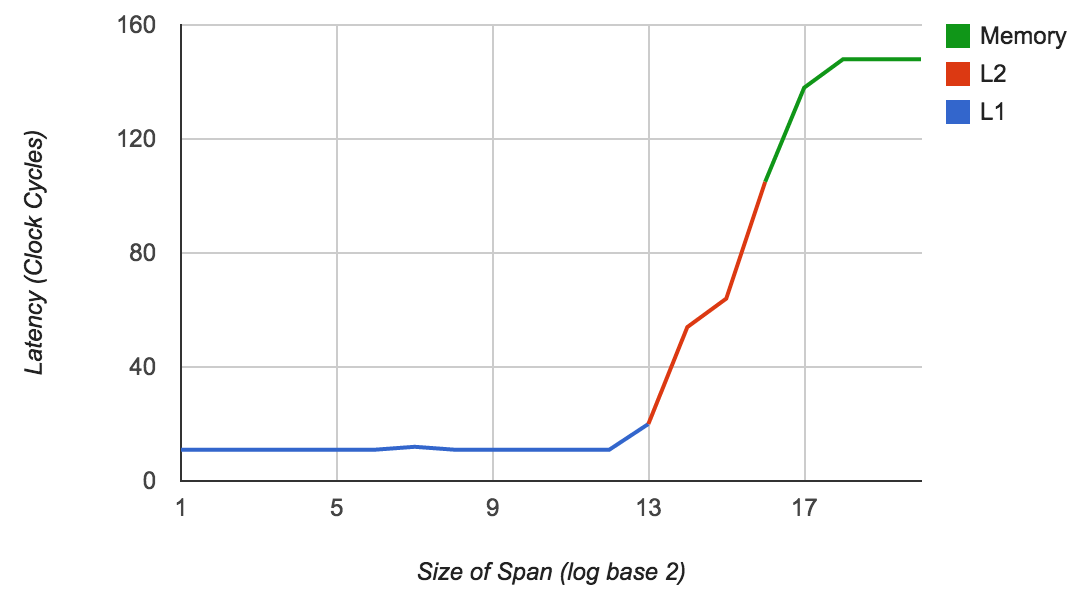 160
120
80
40
0
Latency (Clock Cycles)
1 5 9 13 17
Size of Span (log base 2)
Memory
L2
L1